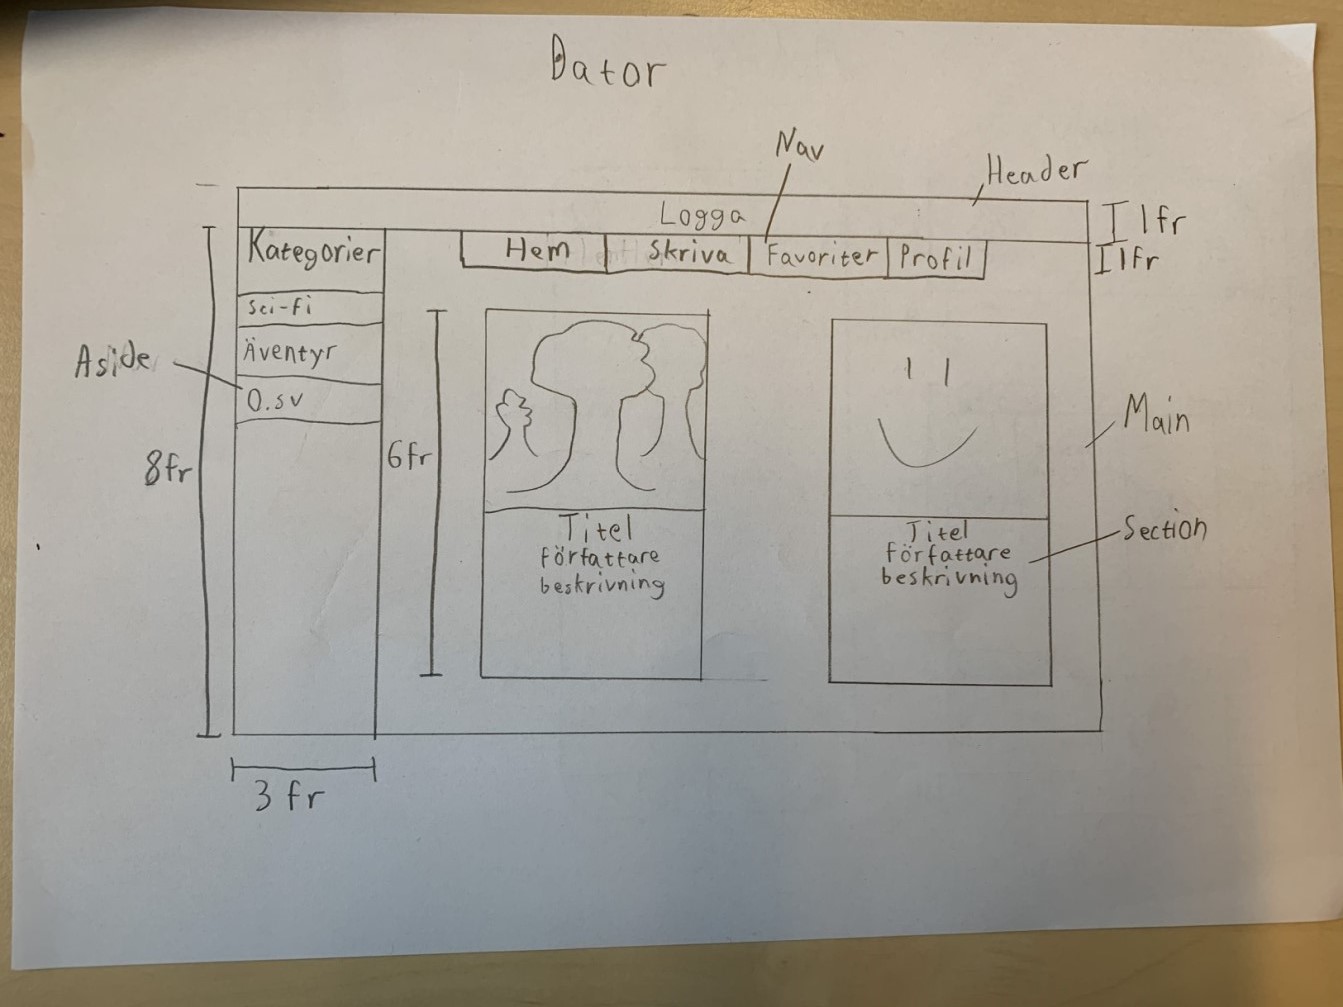 Dator
Nav
Header
Logga
1fr
Kategorier
Hem
Skriva
Favoriter
Profil
1fr
Sci-fi
Äventyr
O.sv
Aside
8fr
6fr
Main
Titel
författare
beskrivning
Titel
författare
beskrivning
Section
3 fr